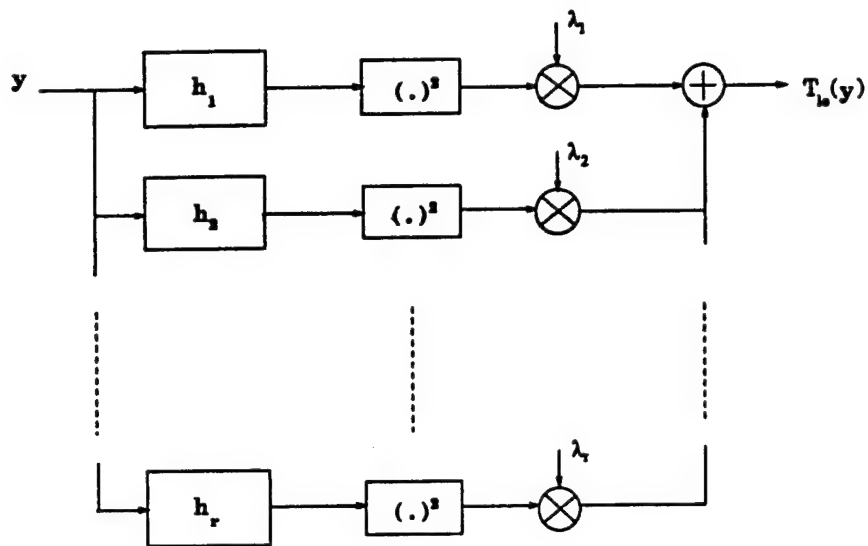 λ₁
y h₁ (.)² + Tₗₒ(y)
λ₂
h₂ (.)²
λᵣ
hᵣ (.)²